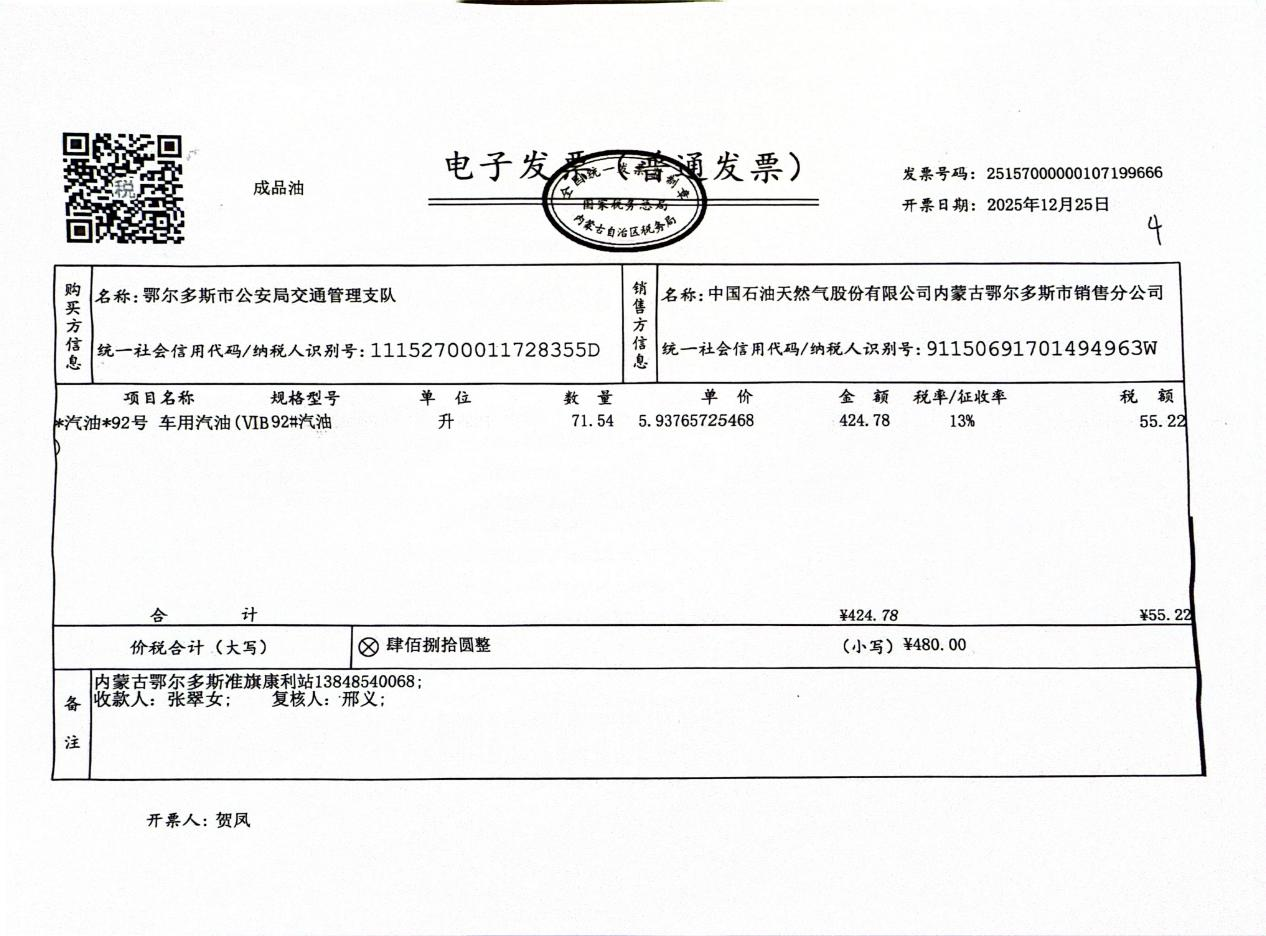 税
成品油
电子发票（普通发票）
全国统一发票监制章
国家税务总局
内蒙古自治区税务局
发票号码：25157000000107199666
开票日期：2025年12月25日
4
购买方信息
名称：鄂尔多斯市公安局交通管理支队
统一社会信用代码/纳税人识别号：11152700011728355D
销售方信息
名称：中国石油天然气股份有限公司内蒙古鄂尔多斯市销售分公司
统一社会信用代码/纳税人识别号：91150691701494963W
项目名称 规格型号 单 位 数 量 单 价 金 额 税率/征收率 税 额
*汽油*92号 车用汽油(VIB 92#汽油 升 71.54 5.93765725468 424.78 13% 55.22
)
合 计 ¥424.78 ¥55.22
价税合计（大写） ⊗ 肆佰捌拾圆整 （小写）¥480.00
备注
内蒙古鄂尔多斯准旗康利站13848540068;
收款人：张翠女; 复核人：邢义;
开票人：贺凤